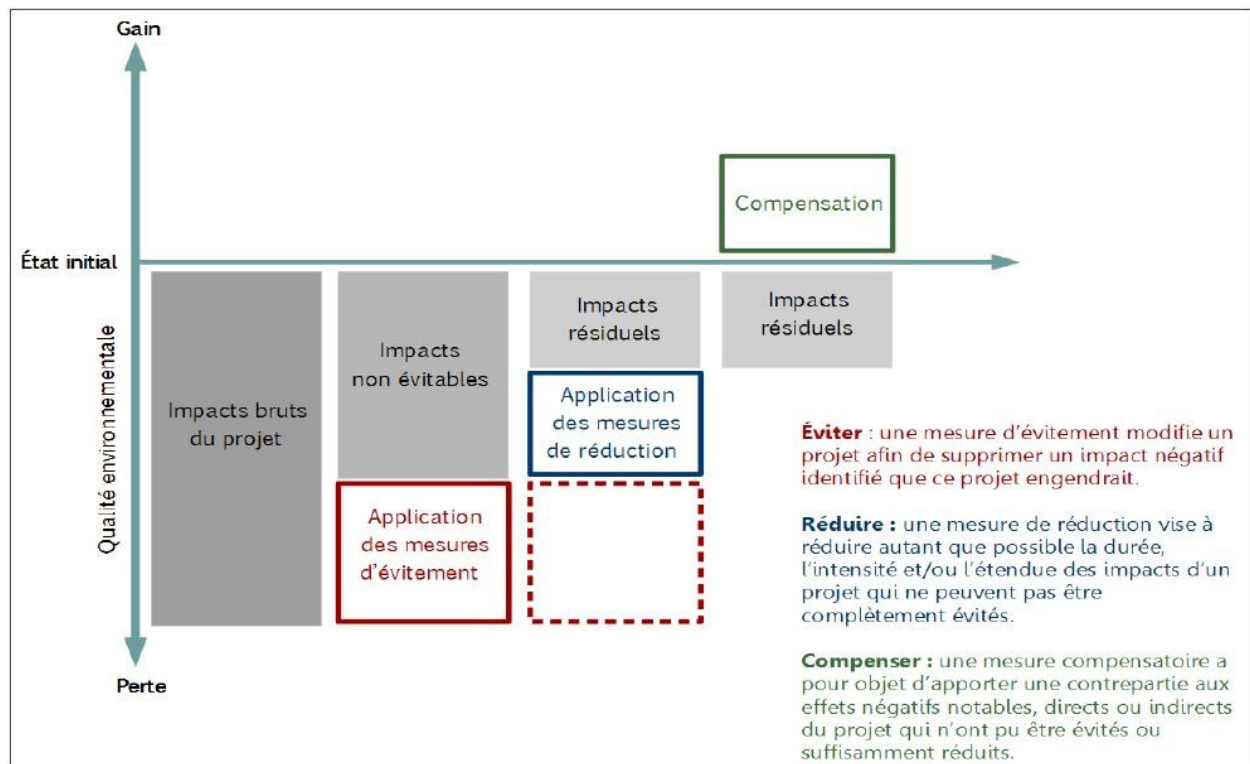 Gain
Compensation
État initial
Impacts
résiduels
Impacts
résiduels
Impacts
non évitables
Impacts bruts
du projet
Application
des mesures
de réduction
Application
des mesures
d'évitement
Qualité environnementale
Perte
Éviter : une mesure d'évitement modifie un
projet afin de supprimer un impact négatif
identifié que ce projet engendrait.
Réduire : une mesure de réduction vise à
réduire autant que possible la durée,
l'intensité et/ou l'étendue des impacts d'un
projet qui ne peuvent pas être
complètement évités.
Compenser : une mesure compensatoire a
pour objet d'apporter une contrepartie aux
effets négatifs notables, directs ou indirects
du projet qui n'ont pu être évités ou
suffisamment réduits.